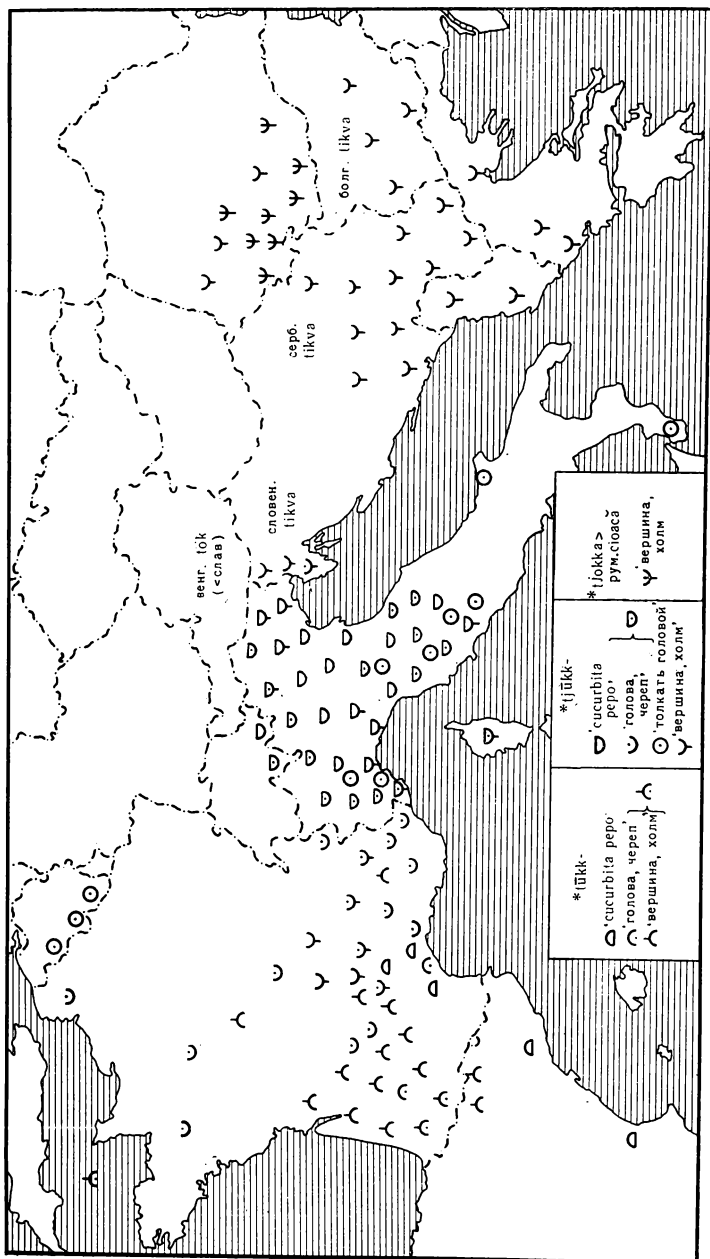 болг. tikva
серб.
tikva
словен.
tikva
венг. tök
(<слав)
*tūkk-
'cucurbita pepo'
'голова, череп'
'вершина, холм'
*tjūkk-
'cucurbita
pepo'
'голова,
череп'
'толкать головой'
'вершина, холм'
*tjokka>
рум. cioacă
'вершина,
холм